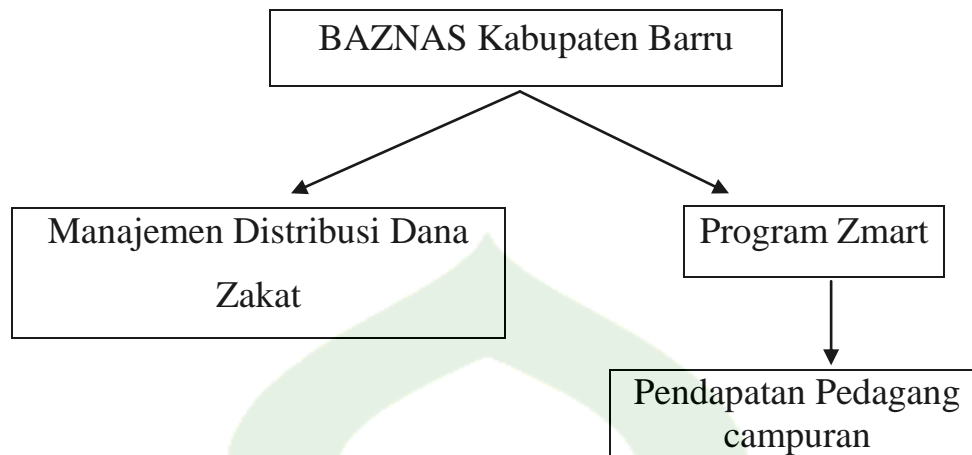 BAZNAS Kabupaten Barru
Manajemen Distribusi Dana
Zakat
Program Zmart
Pendapatan Pedagang
campuran